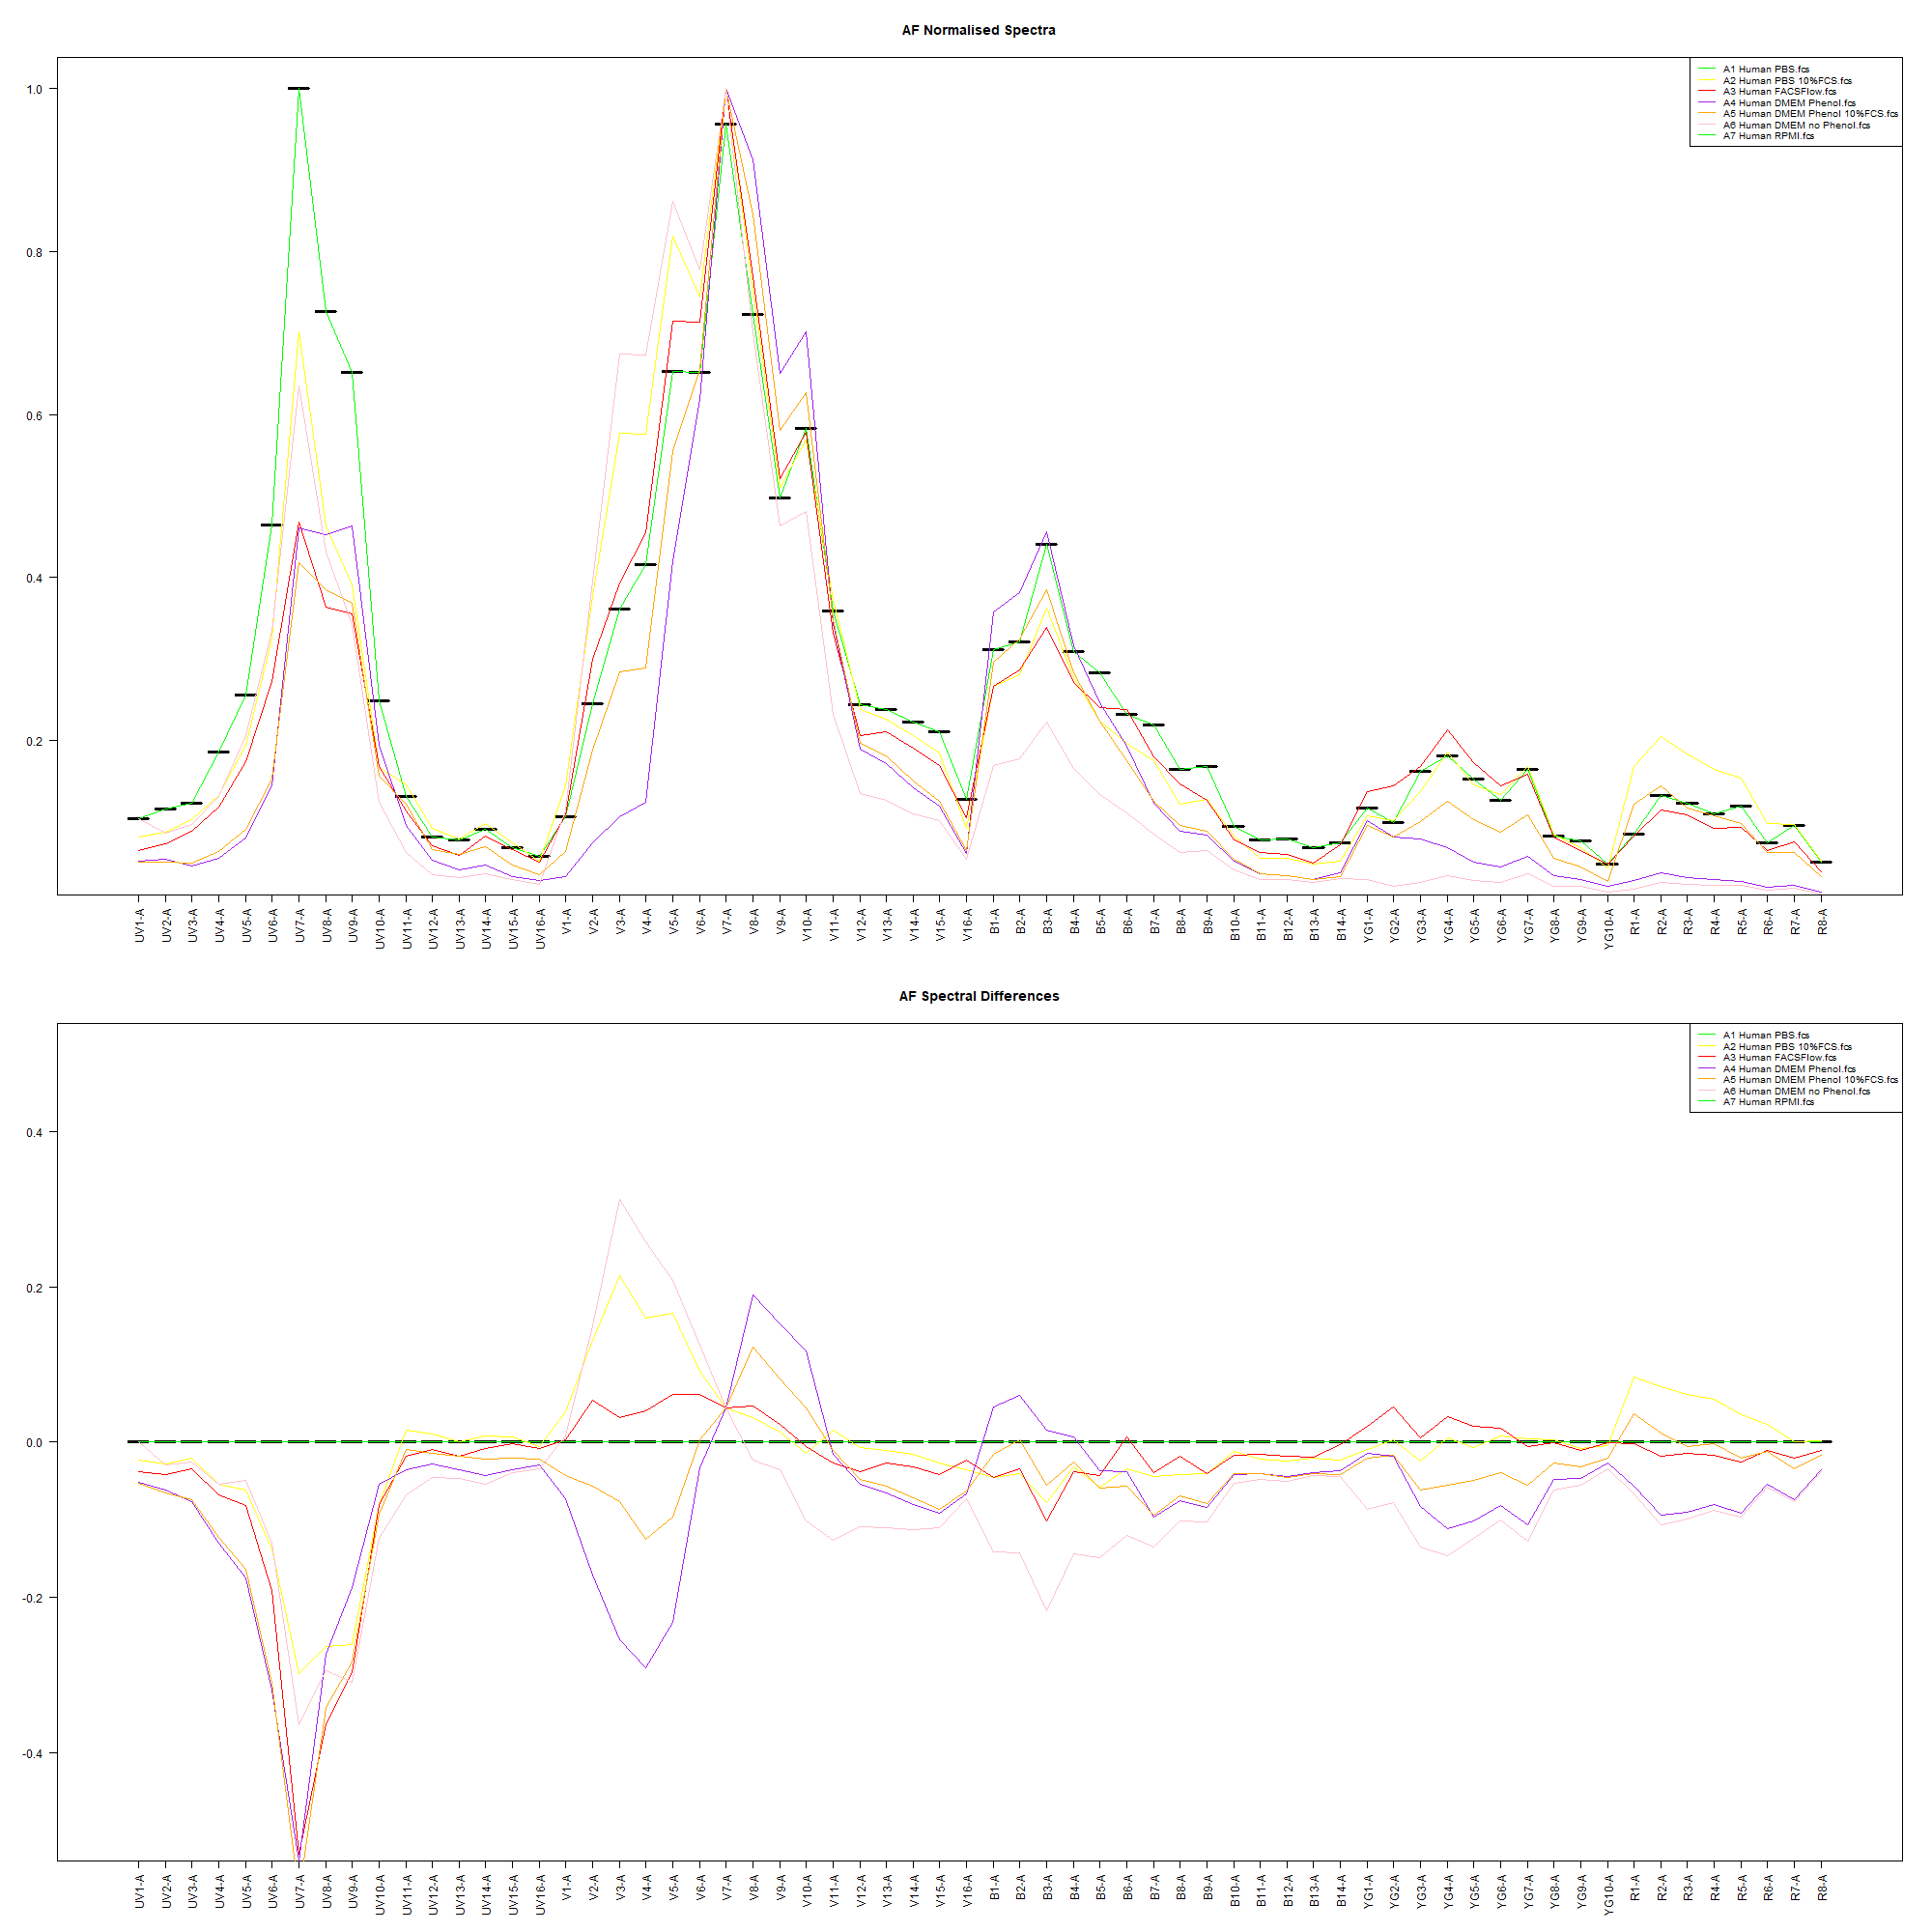 AF Normalised Spectra
A1 Human PBS.fcs
A2 Human PBS 10%FCS.fcs
A3 Human FACSFlow.fcs
A4 Human DMEM Phenol.fcs
A5 Human DMEM Phenol 10%FCS.fcs
A6 Human DMEM no Phenol.fcs
A7 Human RPMI.fcs
1.0
0.8
0.6
0.4
0.2
UV1-A
UV2-A
UV3-A
UV4-A
UV5-A
UV6-A
UV7-A
UV8-A
UV9-A
UV10-A
UV11-A
UV12-A
UV13-A
UV14-A
UV15-A
UV16-A
V1-A
V2-A
V3-A
V4-A
V5-A
V6-A
V7-A
V8-A
V9-A
V10-A
V11-A
V12-A
V13-A
V14-A
V15-A
V16-A
B1-A
B2-A
B3-A
B4-A
B5-A
B6-A
B7-A
B8-A
B9-A
B10-A
B11-A
B12-A
B13-A
B14-A
YG1-A
YG2-A
YG3-A
YG4-A
YG5-A
YG6-A
YG7-A
YG8-A
YG9-A
YG10-A
R1-A
R2-A
R3-A
R4-A
R5-A
R6-A
R7-A
R8-A
AF Spectral Differences
A1 Human PBS.fcs
A2 Human PBS 10%FCS.fcs
A3 Human FACSFlow.fcs
A4 Human DMEM Phenol.fcs
A5 Human DMEM Phenol 10%FCS.fcs
A6 Human DMEM no Phenol.fcs
A7 Human RPMI.fcs
0.4
0.2
0.0
-0.2
-0.4
UV1-A
UV2-A
UV3-A
UV4-A
UV5-A
UV6-A
UV7-A
UV8-A
UV9-A
UV10-A
UV11-A
UV12-A
UV13-A
UV14-A
UV15-A
UV16-A
V1-A
V2-A
V3-A
V4-A
V5-A
V6-A
V7-A
V8-A
V9-A
V10-A
V11-A
V12-A
V13-A
V14-A
V15-A
V16-A
B1-A
B2-A
B3-A
B4-A
B5-A
B6-A
B7-A
B8-A
B9-A
B10-A
B11-A
B12-A
B13-A
B14-A
YG1-A
YG2-A
YG3-A
YG4-A
YG5-A
YG6-A
YG7-A
YG8-A
YG9-A
YG10-A
R1-A
R2-A
R3-A
R4-A
R5-A
R6-A
R7-A
R8-A